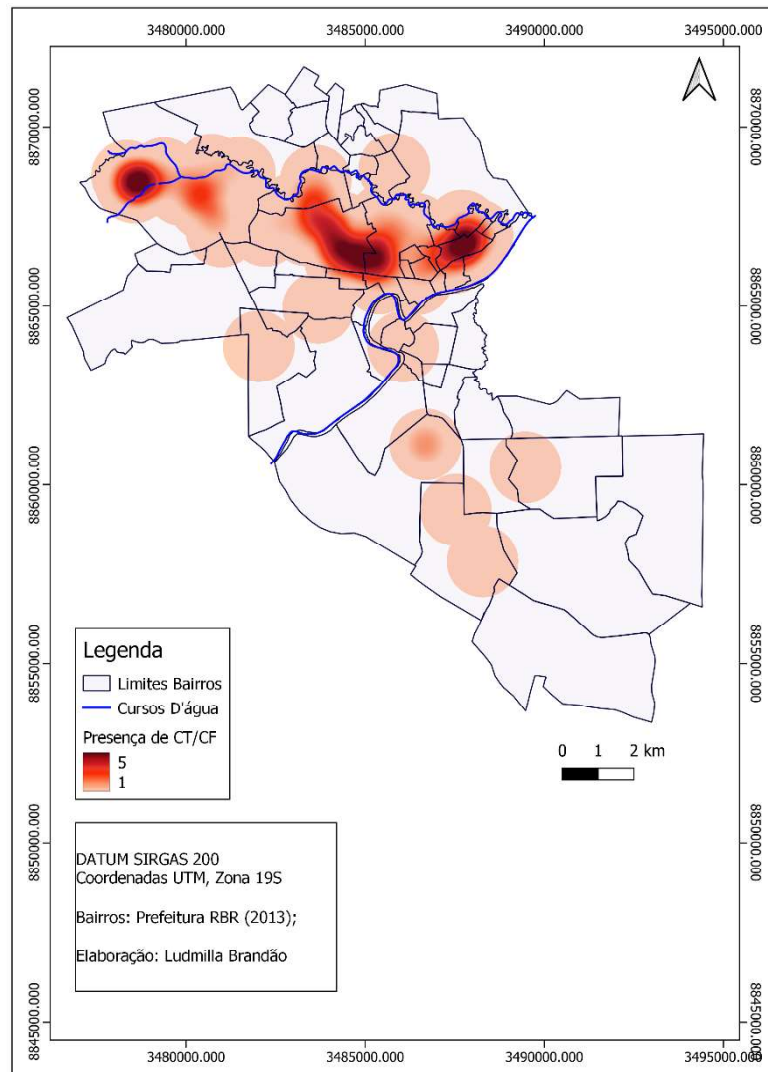 3480000.000 3485000.000 3490000.000 3495000.000
8870000.000 8870000.000
8865000.000 8865000.000
8860000.000 8860000.000
8855000.000 8855000.000
8850000.000 8850000.000
8845000.000 8845000.000
Legenda
Limites Bairros
Cursos D'água
Presença de CT/CF
5
1
0 1 2 km
DATUM SIRGAS 200
Coordenadas UTM, Zona 19S
Bairros: Prefeitura RBR (2013);
Elaboração: Ludmilla Brandão
3480000.000 3485000.000 3490000.000 3495000.000